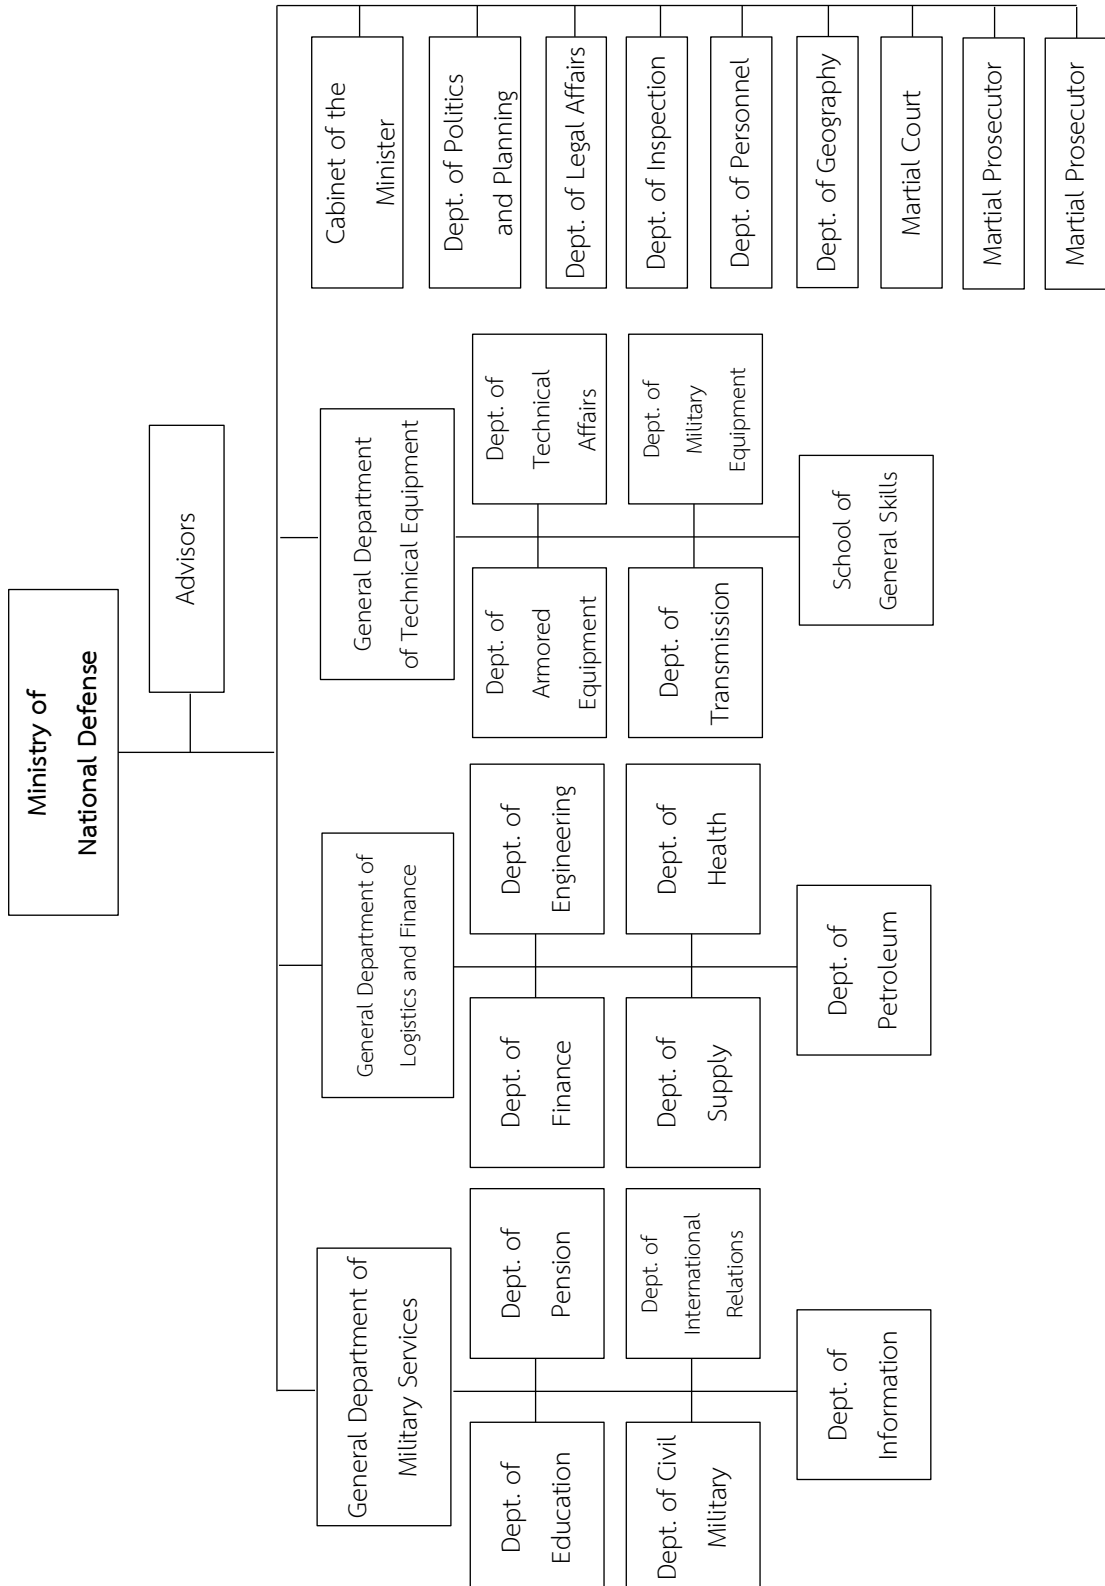 Ministry of
National Defense
Advisors
General Department of
Military Services
Dept. of
Education
Dept. of
Pension
Dept. of Civil
Military
Dept. of
International
Relations
Dept. of
Information
General Department of
Logistics and Finance
Dept. of
Finance
Dept. of
Engineering
Dept. of
Supply
Dept. of
Health
Dept. of
Petroleum
General Department
of Technical Equipment
Dept. of
Armored
Equipment
Dept. of
Technical
Affairs
Dept. of
Transmission
Dept. of
Military
Equipment
School of
General Skills
Cabinet of the
Minister
Dept. of Politics
and Planning
Dept. of Legal Affairs
Dept. of Inspection
Dept. of Personnel
Dept. of Geography
Martial Court
Martial Prosecutor
Martial Prosecutor